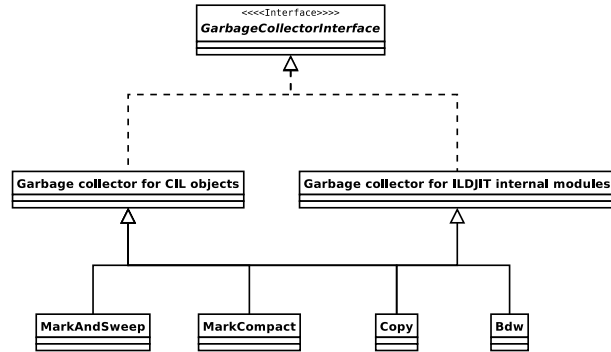 <<<<Interface>>>>
GarbageCollectorInterface
Garbage collector for CIL objects
Garbage collector for ILDJIT internal modules
MarkAndSweep
MarkCompact
Copy
Bdw